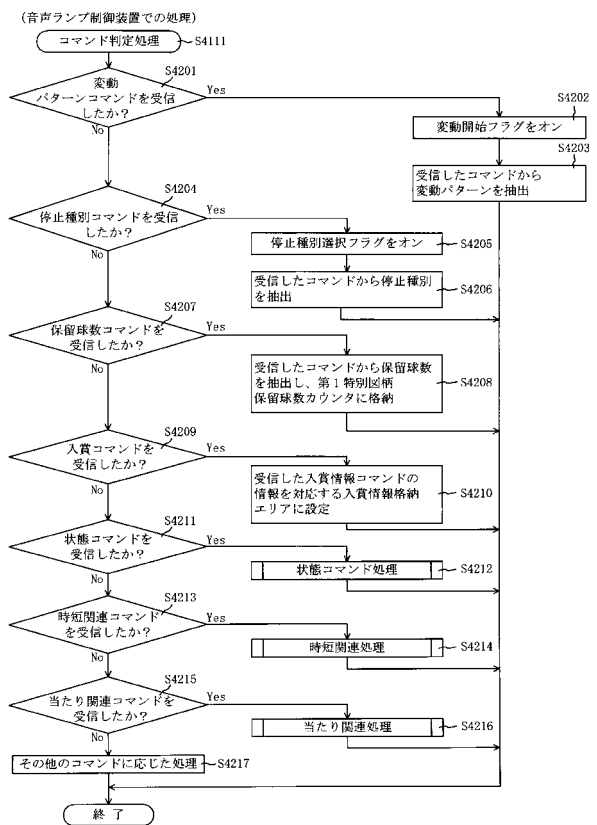 (音声ランプ制御装置での処理)
コマンド判定処理
S4111
S4201
変動
パターンコマンドを受信
したか?
Yes
No
S4202
変動開始フラグをオン
S4203
受信したコマンドから
変動パターンを抽出
S4204
停止種別コマンドを受信
したか?
Yes
No
停止種別選択フラグをオン
S4205
受信したコマンドから停止種別
を抽出
S4206
S4207
保留球数コマンドを
受信したか?
Yes
No
受信したコマンドから保留球数
を抽出し、第1特別図柄
保留球数カウンタに格納
S4208
S4209
入賞コマンドを
受信したか?
Yes
No
受信した入賞情報コマンドの
情報を対応する入賞情報格納
エリアに設定
S4210
S4211
状態コマンドを
受信したか?
Yes
No
状態コマンド処理
S4212
S4213
時短関連コマンド
を受信したか?
Yes
No
時短関連処理
S4214
S4215
当たり関連コマンドを
受信したか?
Yes
No
当たり関連処理
S4216
その他のコマンドに応じた処理
S4217
終了